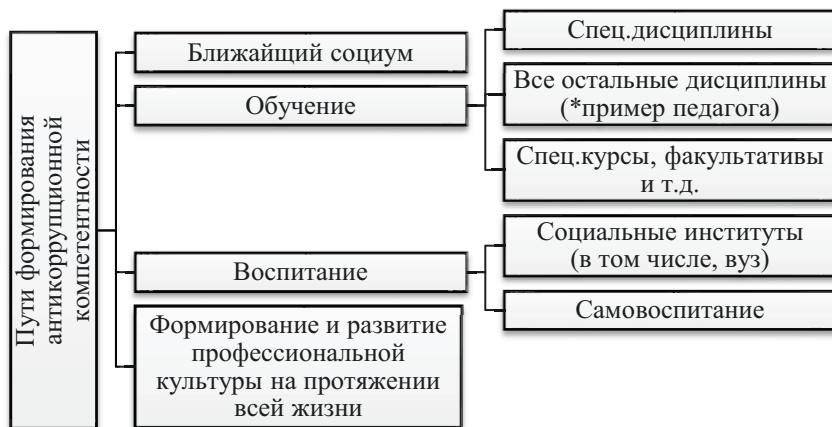 Пути формирования
антикоррупционной
компетентности
Ближайщий социум
Обучение
Спец.дисциплины
Все остальные дисциплины
(*пример педагога)
Спец.курсы, факультативы
и т.д.
Воспитание
Социальные институты
(в том числе, вуз)
Самовоспитание
Формирование и развитие
профессиональной
культуры на протяжении
всей жизни